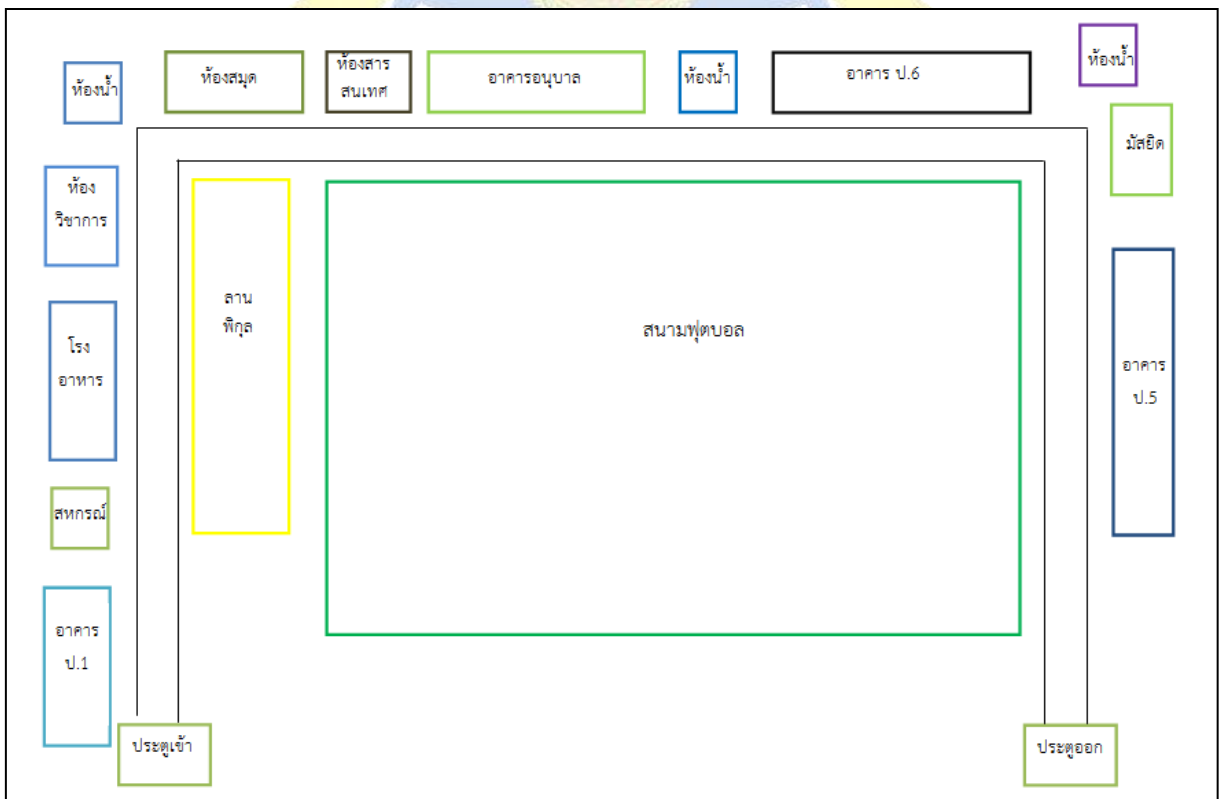 ห้องน้ำ
ห้องสมุด
ห้องสาร
สนเทศ
อาคารอนุบาล
ห้องน้ำ
อาคาร ป.6
ห้องน้ำ
มัสยิด
ห้อง
วิชาการ
ลาน
พิกุล
สนามฟุตบอล
โรง
อาหาร
อาคาร
ป.5
สหกรณ์
อาคาร
ป.1
ประตูเข้า
ประตูออก